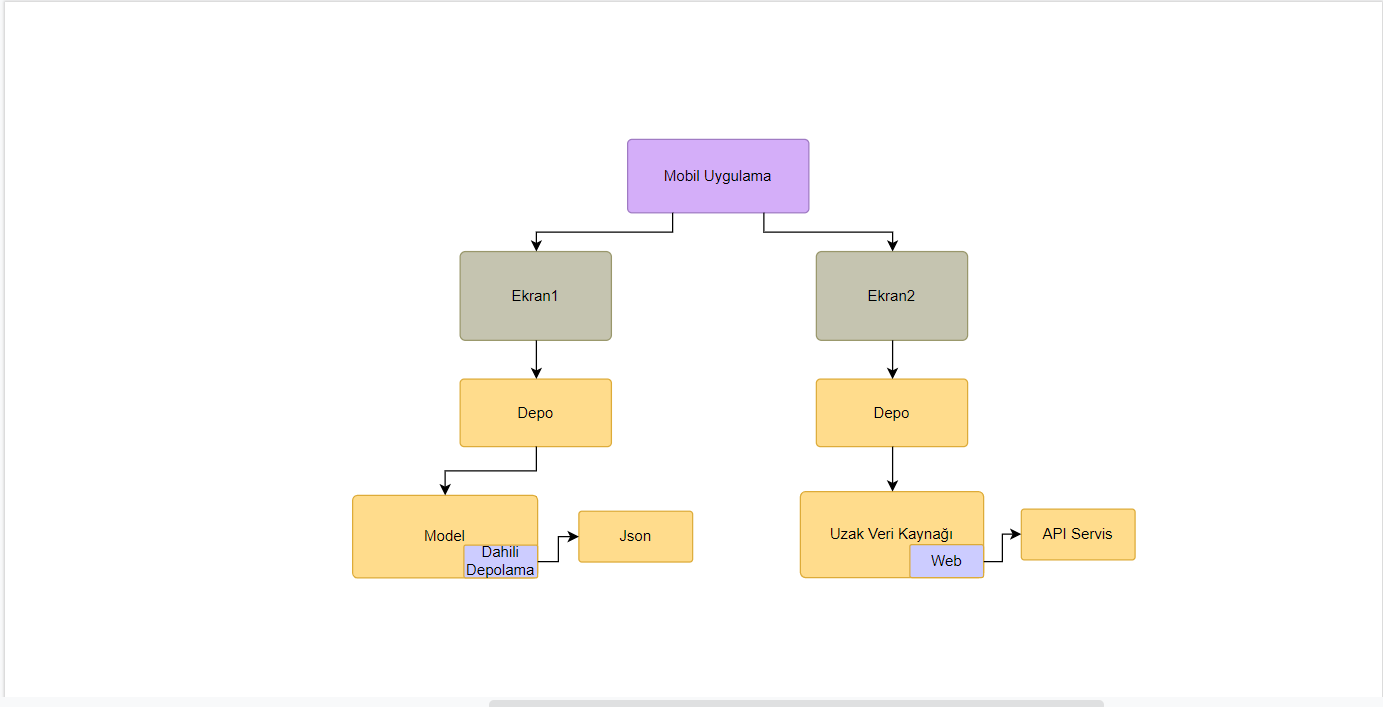 Mobil Uygulama
Ekran1
Ekran2
Depo
Depo
Model
Dahili
Depolama
Json
Uzak Veri Kaynağı
Web
API Servis